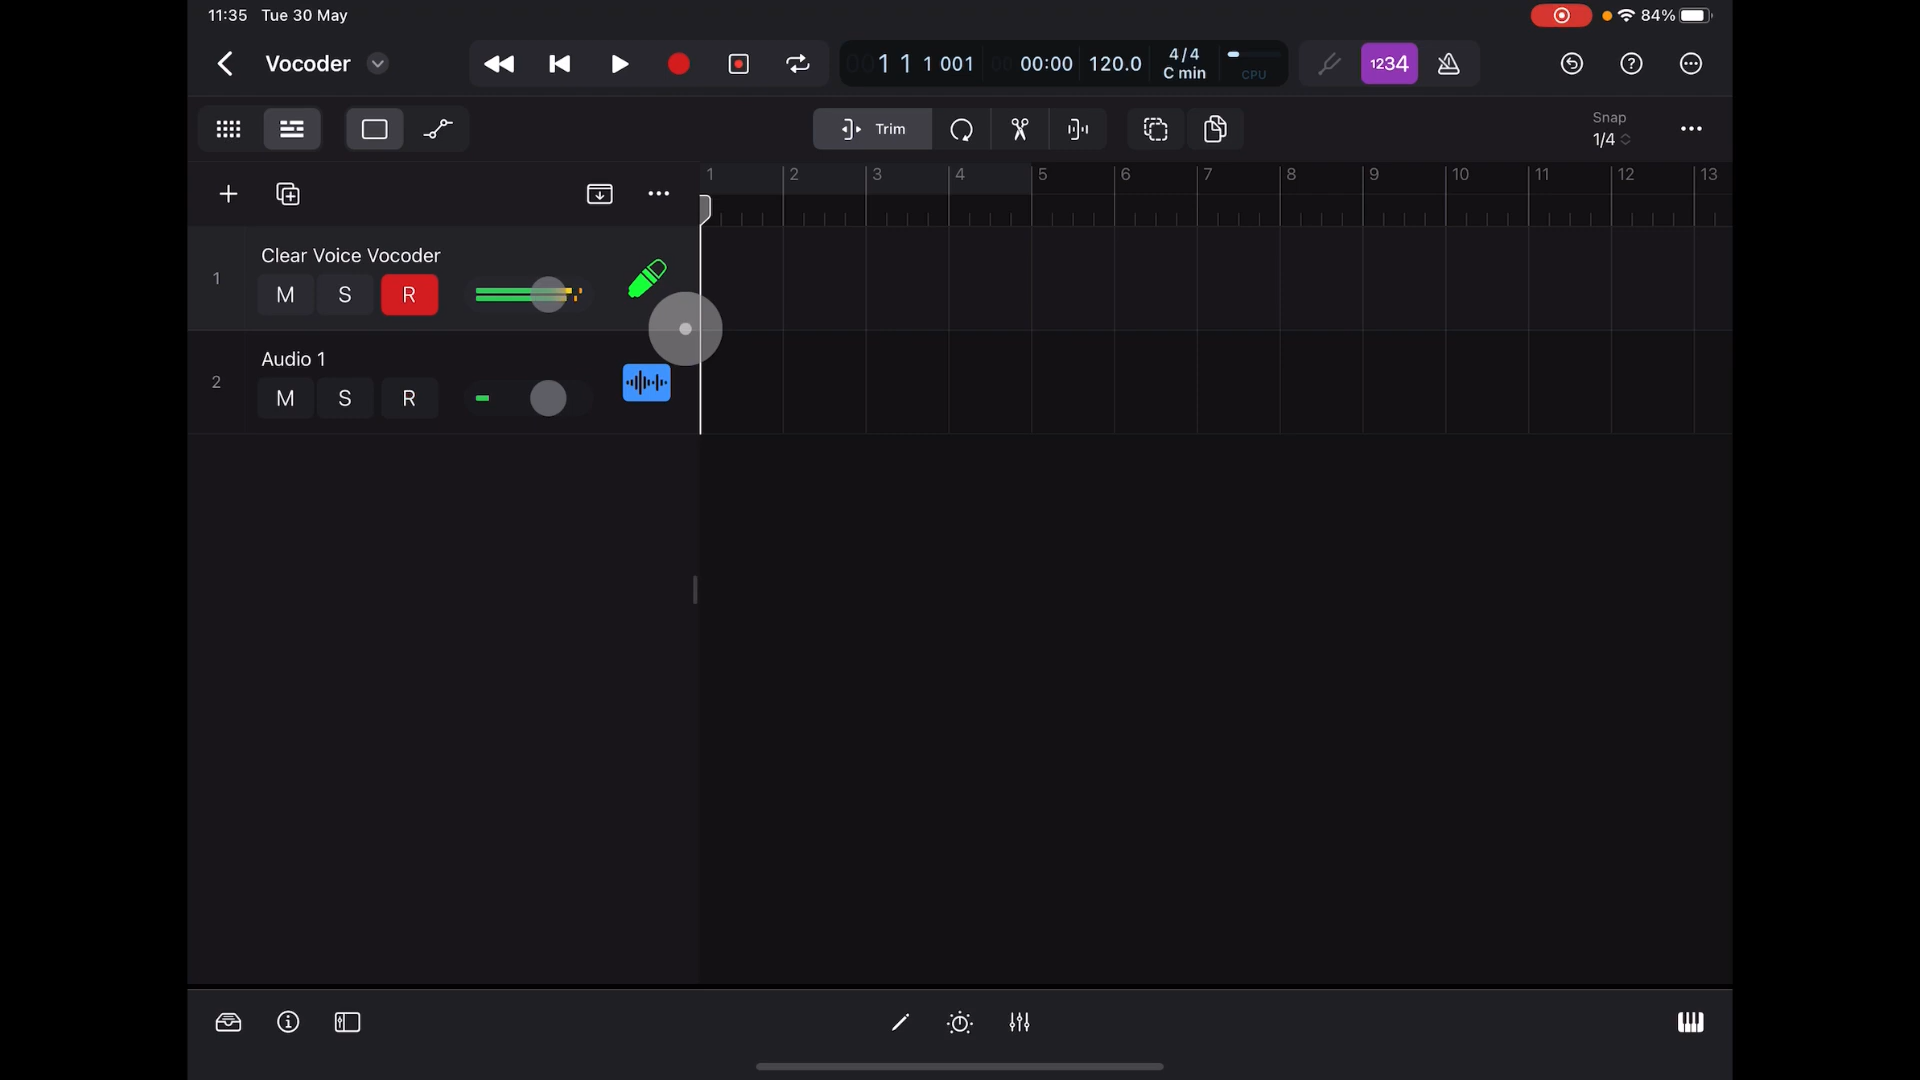 11:35 Tue 30 May
84%
Vocoder
001 1 1 001
00:00
120.0
4/4
C min
CPU
1234
Trim
Snap
1/4
1 2 3 4 5 6 7 8 9 10 11 12 13
1
Clear Voice Vocoder
M S R
2
Audio 1
M S R